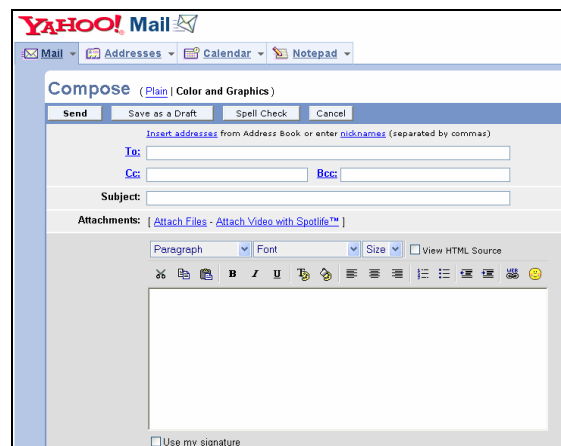 YAHOO! Mail
Mail Addresses Calendar Notepad
Compose ( Plain | Color and Graphics )
Send Save as a Draft Spell Check Cancel
Insert addresses from Address Book or enter nicknames (separated by commas)
To:
Cc: Bcc:
Subject:
Attachments: [ Attach Files - Attach Video with Spotlife™ ]
Paragraph Font Size View HTML Source
B I U T WEB
Use my signature